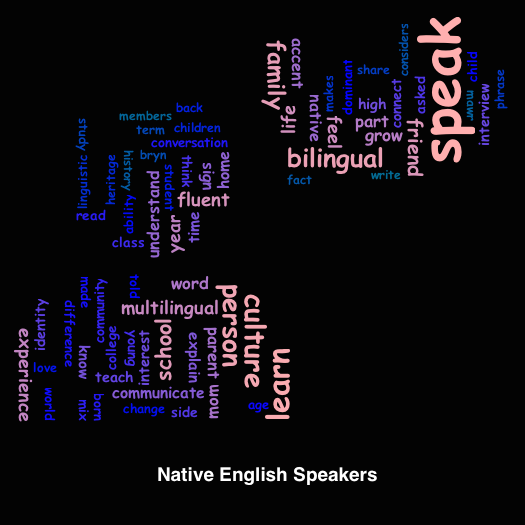 speak
considers
accent
family
share
dominant
makes
child
phrase
asked
connect
high
native
life
part
feel
grow
friend
mawr
interview
bilingual
fact
write
back
members
term
children
conversation
study
linguistic
heritage
history
bryn
student
think
sign
home
understand
ability
fluent
read
year
time
class
told
word
made
community
multilingual
person
culture
identity
difference
experience
know
college
young
interest
school
explain
parent
love
teach
learn
world
mix
born
communicate
change
side
mom
age
Native English Speakers